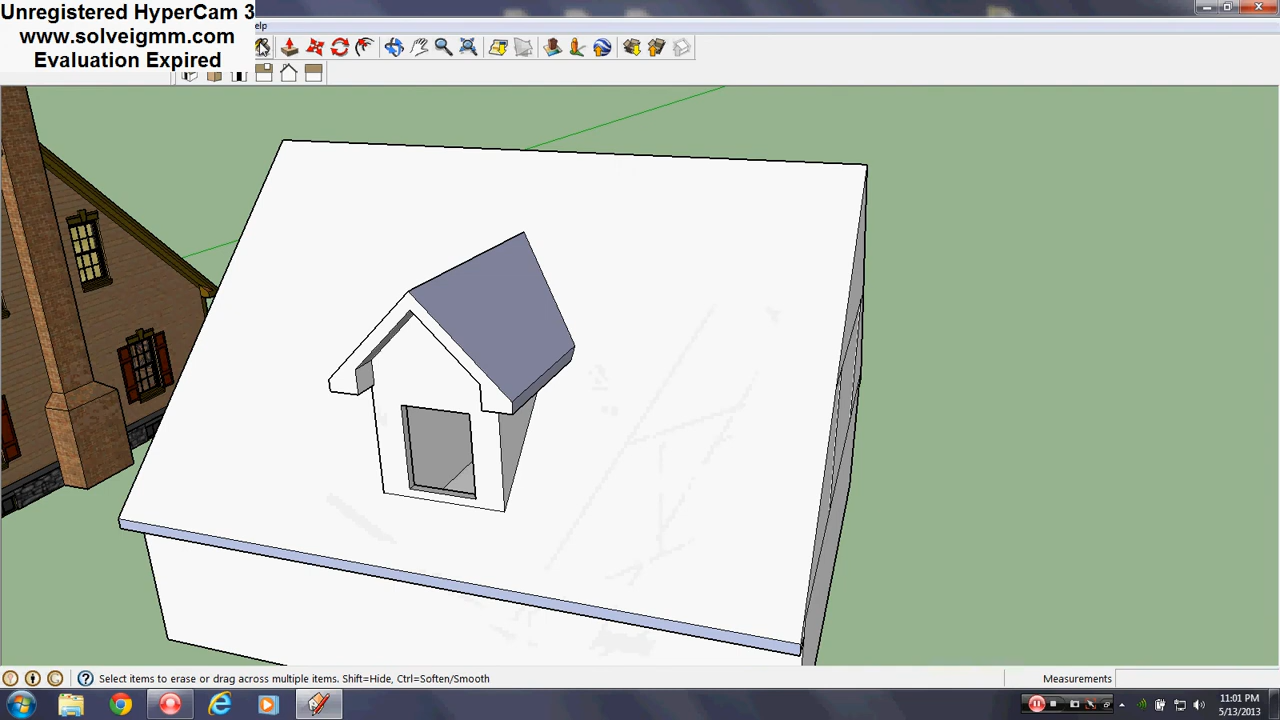 Unregistered HyperCam 3
www.solveigmm.com
Evaluation Expired
elp
Select items to erase or drag across multiple items. Shift=Hide, Ctrl=Soften/Smooth
Measurements
11:01 PM
5/13/2013